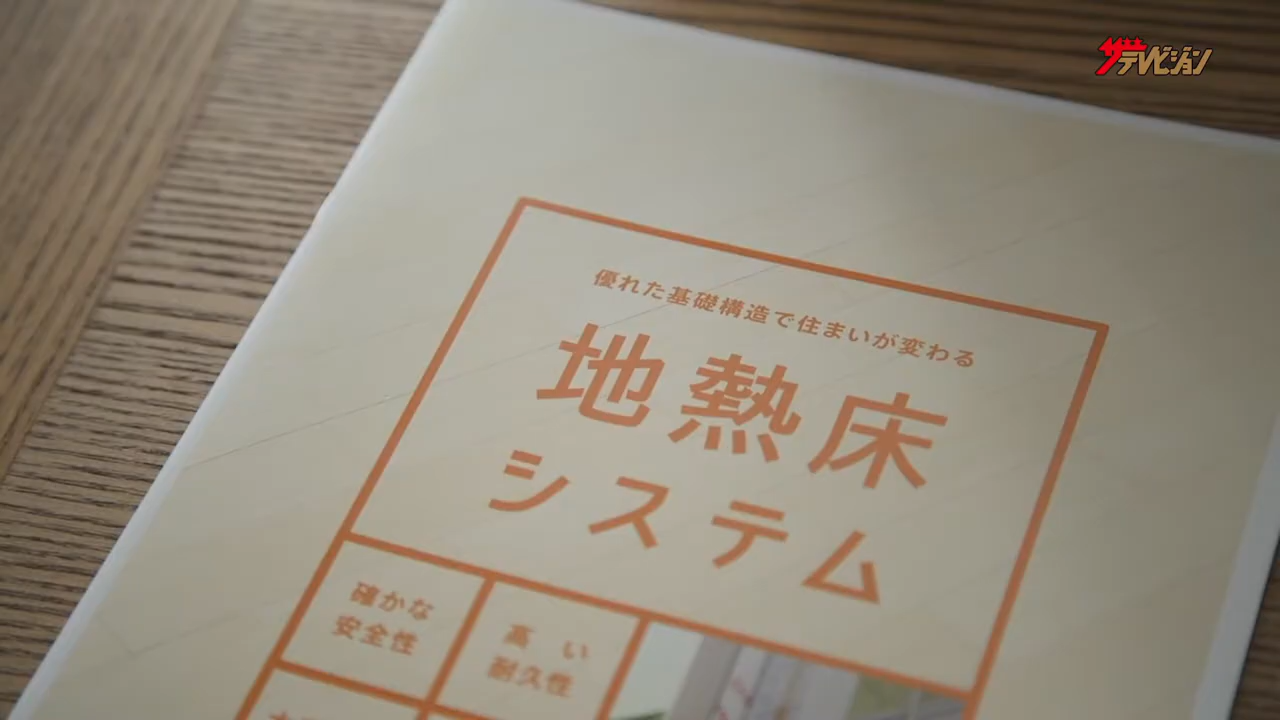 ザテレビジョン
優れた基礎構造で住まいが変わる
地熱床
システム
確かな
安全性
高い
耐久性